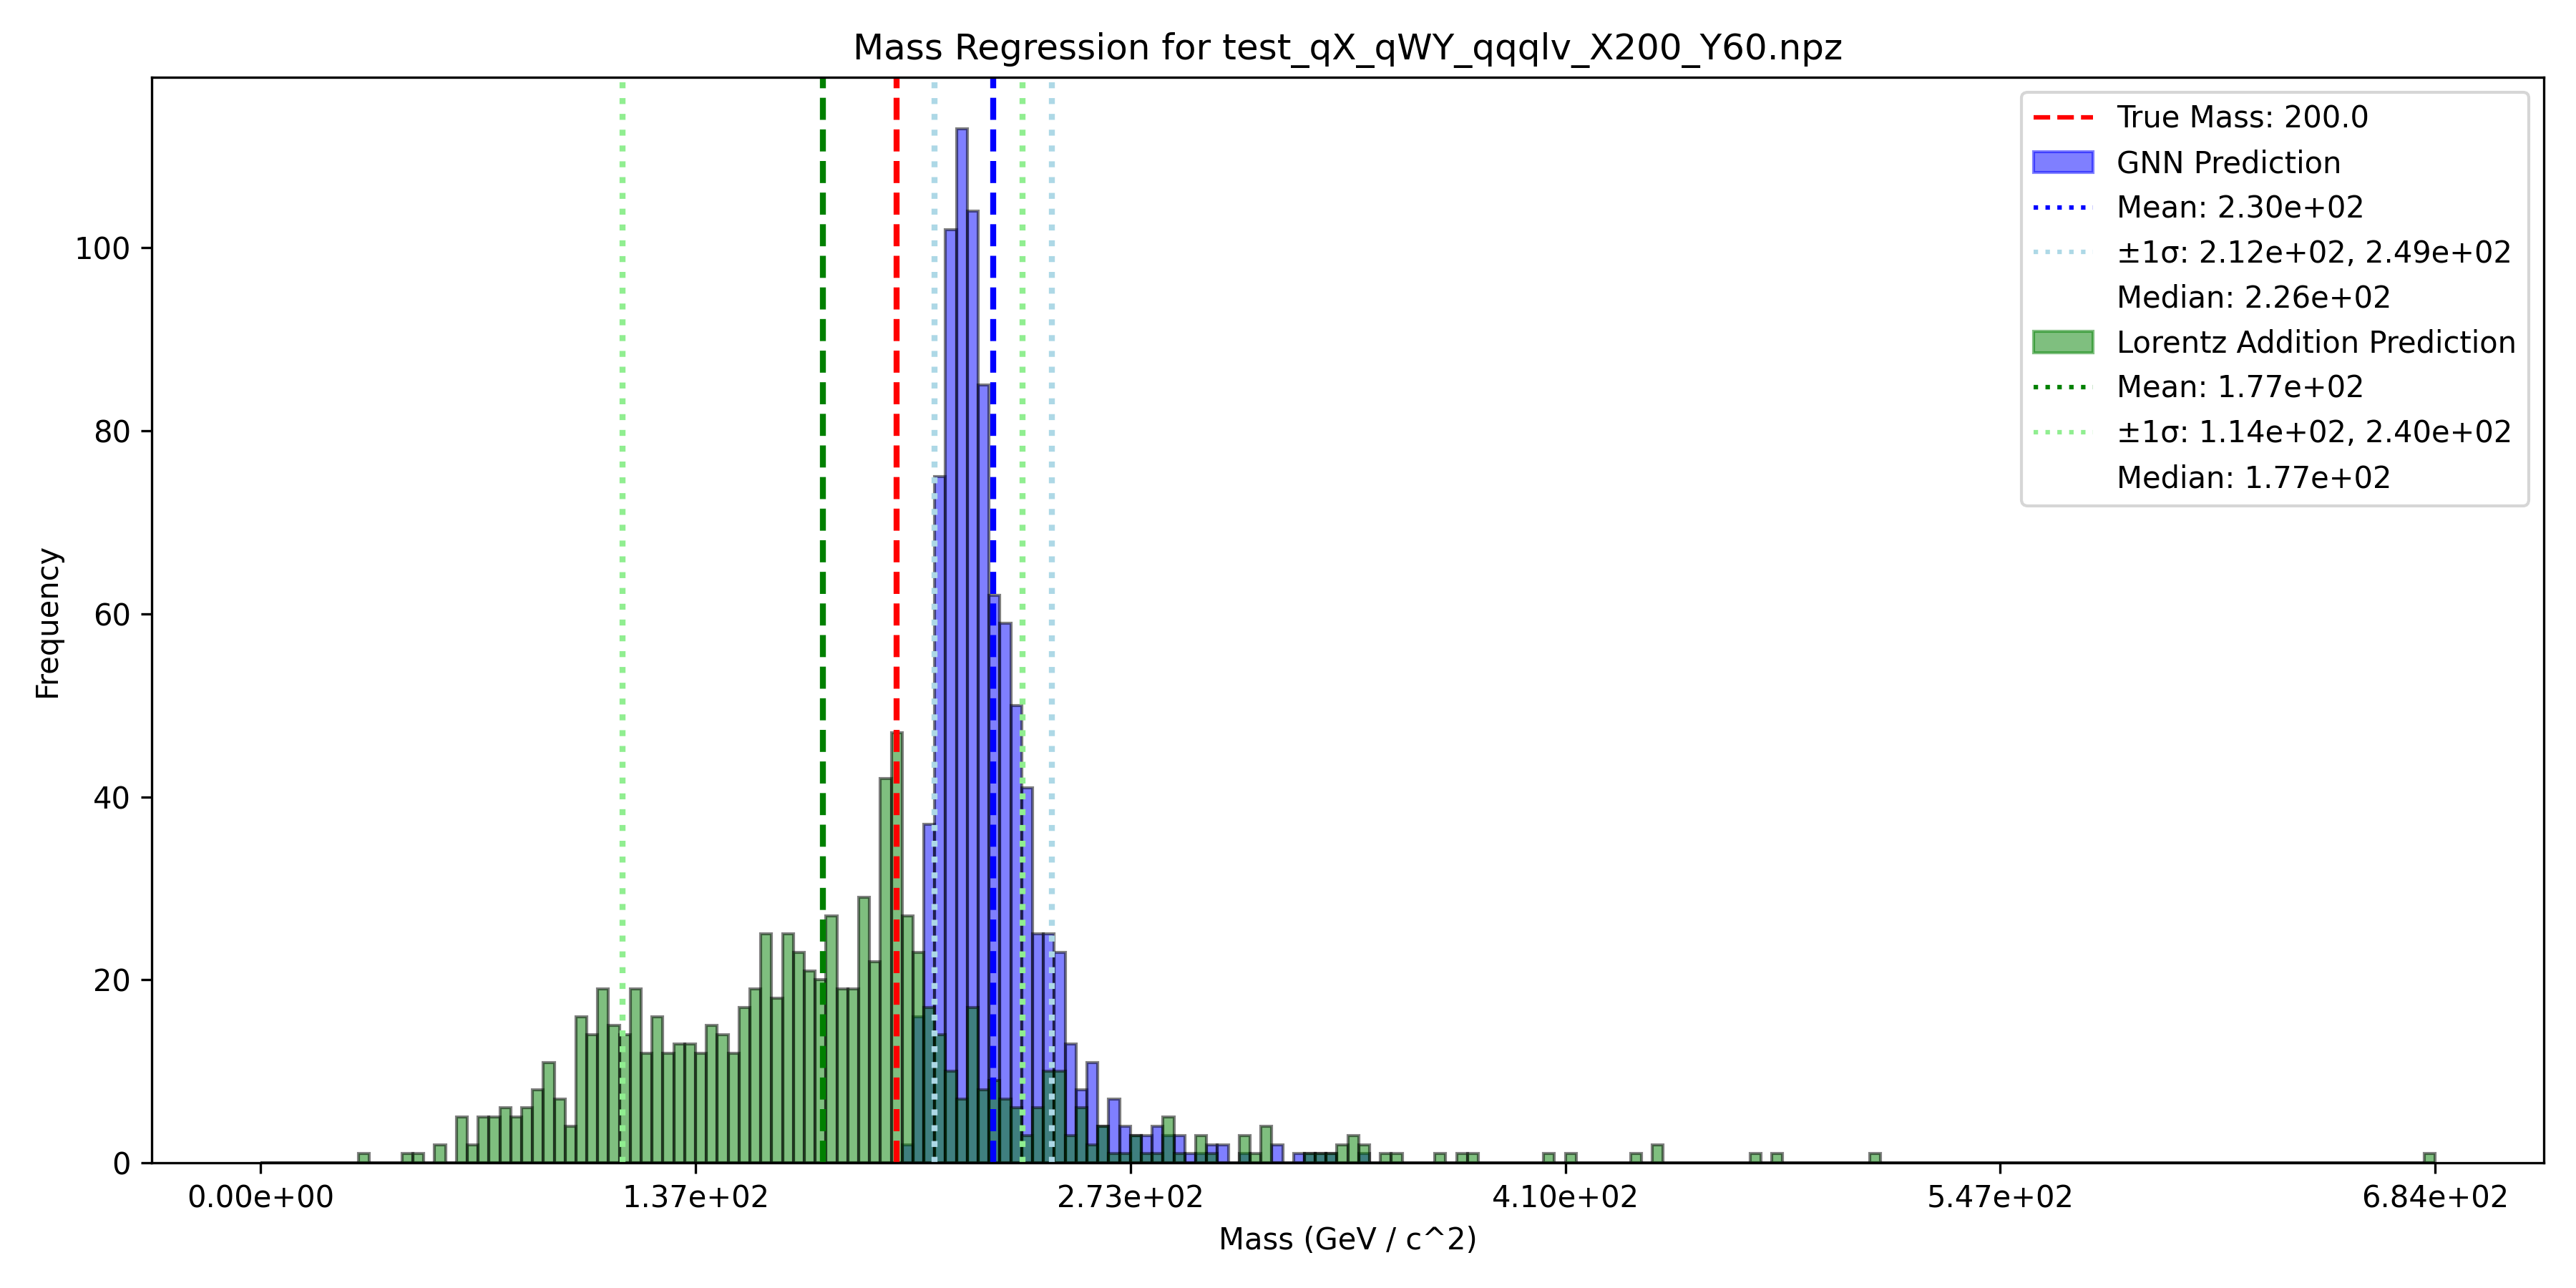 Mass Regression for test_qX_qWY_qqqlv_X200_Y60.npz
True Mass: 200.0
GNN Prediction
Mean: 2.30e+02
±1σ: 2.12e+02, 2.49e+02
Median: 2.26e+02
Lorentz Addition Prediction
Mean: 1.77e+02
±1σ: 1.14e+02, 2.40e+02
Median: 1.77e+02
Frequency
100
80
60
40
20
0
0.00e+00 1.37e+02 2.73e+02 4.10e+02 5.47e+02 6.84e+02
Mass (GeV / c^2)